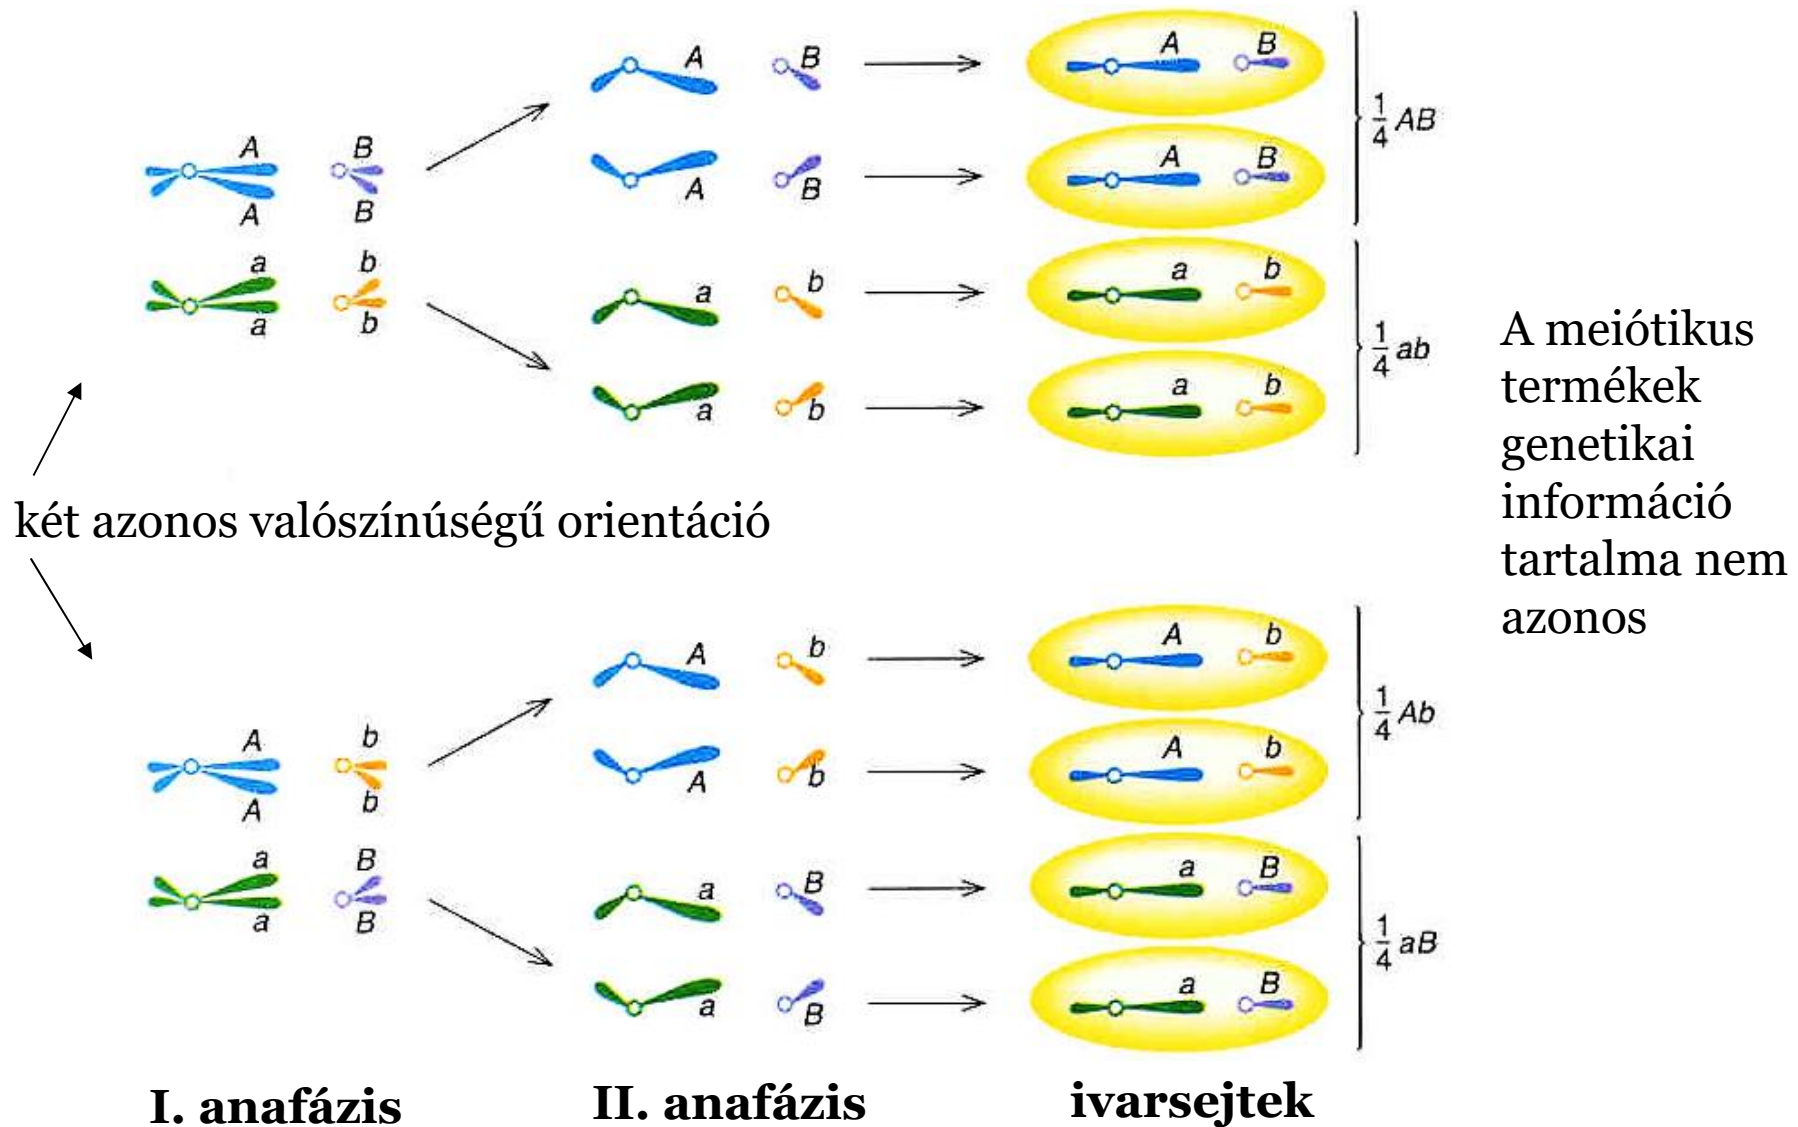 A B
A B
a b
a b
A B
A B
a b
a b
A B
A B
a b
a b
1/4 AB
1/4 ab
két azonos valószínúségű orientáció
A meiótikus
termékek
genetikai
információ
tartalma nem
azonos
A b
A b
a B
a B
A b
A b
a B
a B
A b
A b
a B
a B
1/4 Ab
1/4 aB
I. anafázis
II. anafázis
ivarsejtek